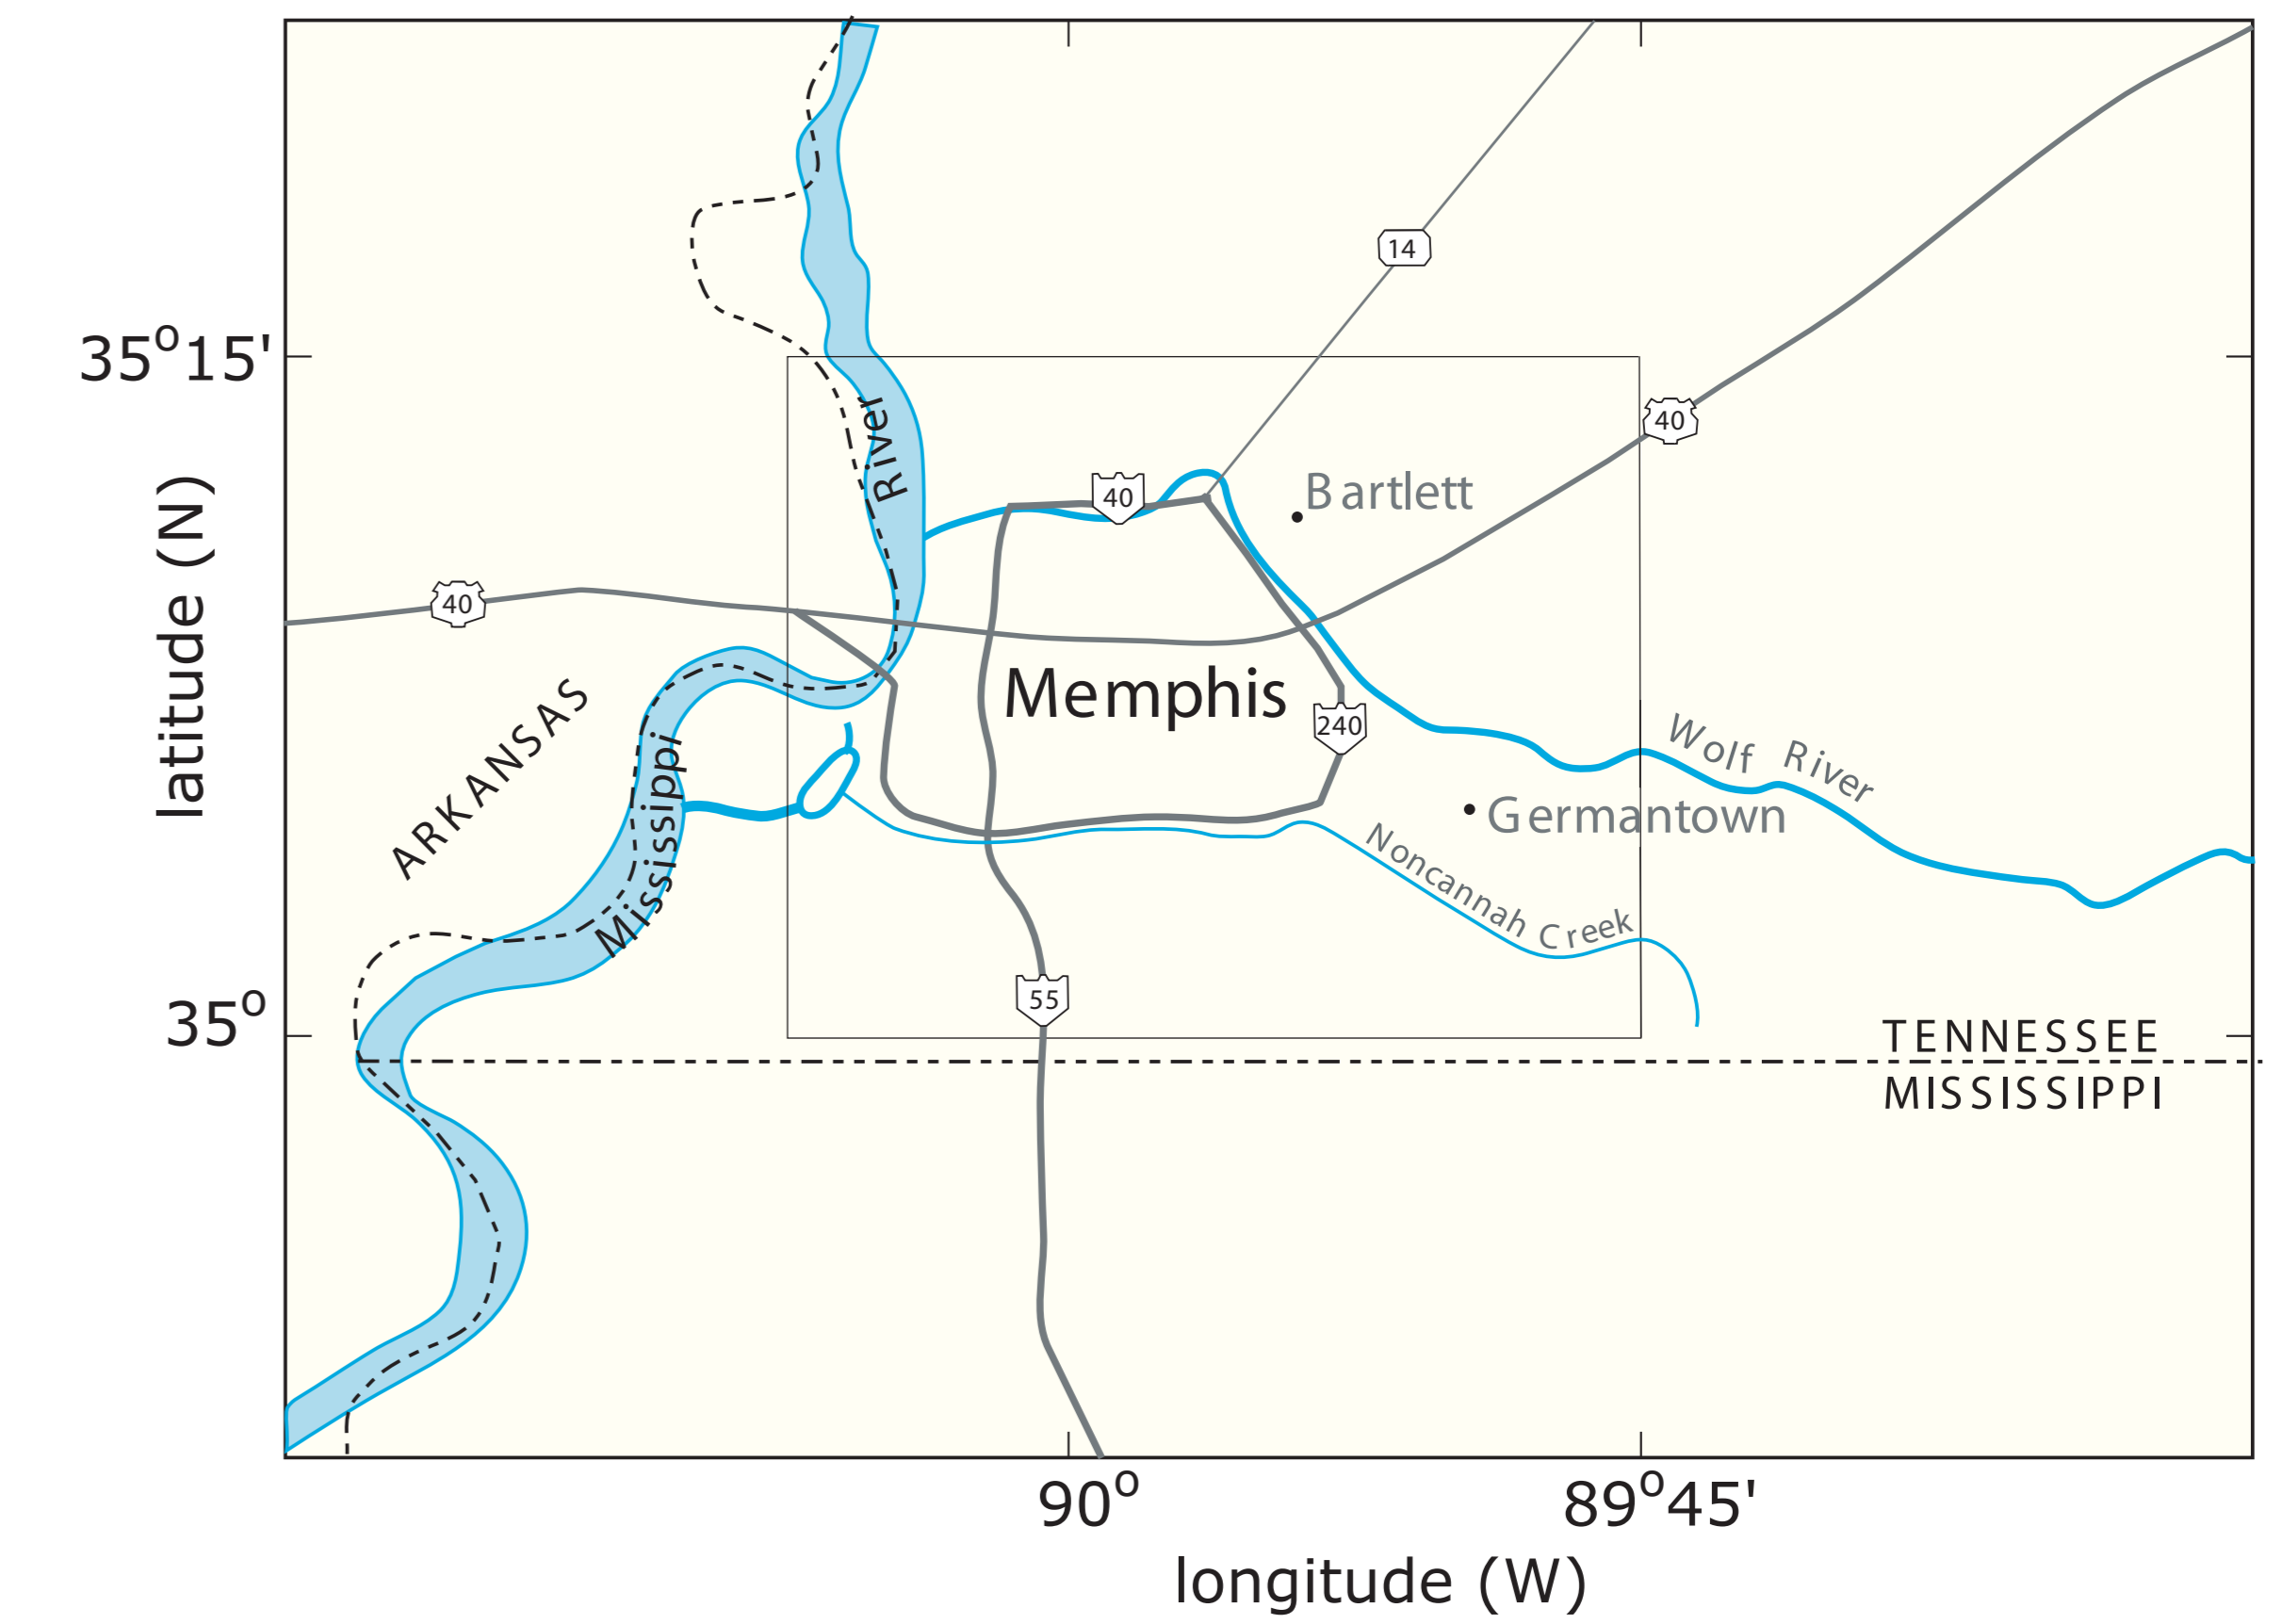 14
35°15'
40
River
Bartlett
40
40
latitude (N)
ARKANSAS
Memphis
240
Wolf River
Mississippi
Germantown
Noncannah Creek
55
35°
TENNESSEE
MISSISSIPPI
90°
89°45'
longitude (W)